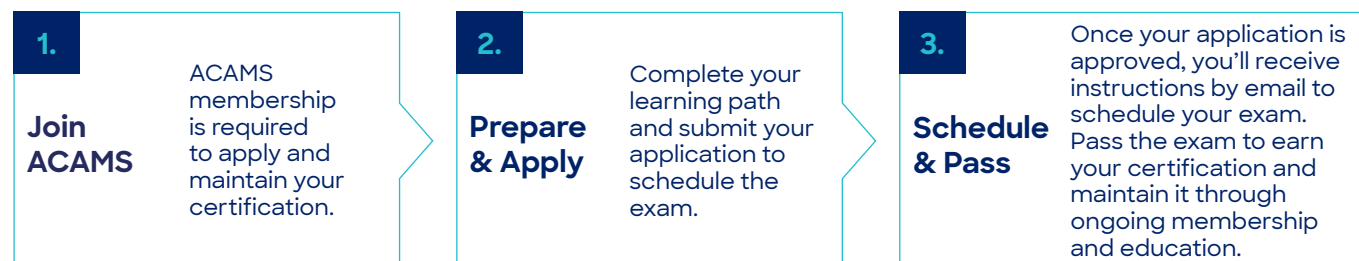 1.
Join
ACAMS
ACAMS
membership
is required
to apply and
maintain your
certification.
2.
Prepare
& Apply
Complete your
learning path
and submit your
application to
schedule the
exam.
3.
Schedule
& Pass
Once your application is
approved, you’ll receive
instructions by email to
schedule your exam.
Pass the exam to earn
your certification and
maintain it through
ongoing membership
and education.